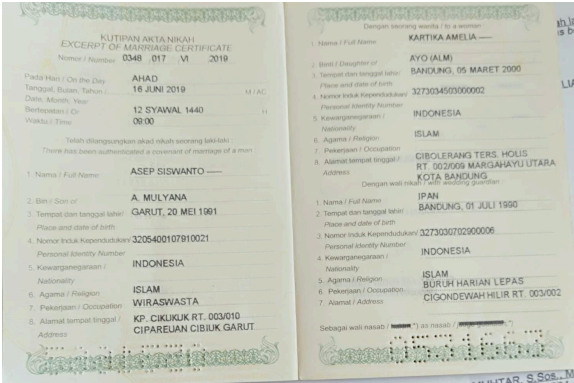 KUTIPAN AKTA NIKAH
EXCERPT OF MARRIAGE CERTIFICATE
Nomor / Number 0348 017 VI 2019
Pada Hari / On the Day AHAD
Tanggal, Bulan, Tahun / 16 JUNI 2019 M / AC
Date, Month, Year
Bertepatan / Or 12 SYAWAL 1440 H
Waktu / Time 09:00
Telah dilangsungkan akad nikah seorang laki-laki
There has been authenticated a covenant of marriage of a man
1. Nama / Full Name ASEP SISWANTO
2. Bin / Son of A. MULYANA
3. Tempat dan tanggal lahir GARUT, 20 MEI 1991
Place and date of birth
4. Nomor Induk Kependudukan 3205400107910021
Personal Identity Number
5. Kewarganegaraan / INDONESIA
Nationality
6. Agama / Religion ISLAM
7. Pekerjaan / Occupation WIRASWASTA
8. Alamat tempat tinggal / KP. CIKLIKUK RT. 003/010
Address CIPAREUAN CIBIUK GARUT
Dengan seorang wanita / to a woman
1. Nama / Full Name KARTIKA AMELIA
2. Binti / Daughter of AYO (ALM)
3. Tempat dan tanggal lahir BANDUNG, 05 MARET 2000
Place and date of birth
4. Nomor Induk Kependudukan 3273034503000002
Personal Identity Number
5. Kewarganegaraan / INDONESIA
Nationality
6. Agama / Religion ISLAM
7. Pekerjaan / Occupation
8. Alamat tempat tinggal / CIBOLERANG TERS. HOLIS
Address RT. 002/009 MARGAHAYU UTARA
KOTA BANDUNG
Dengan wali nikah / with wedding guardian
1. Nama / Full Name IPAN
2. Tempat dan tanggal lahir BANDUNG, 01 JULI 1990
Place and date of birth
3. Nomor Induk Kependudukan 3273030702900006
Personal Identity Number
4. Kewarganegaraan INDONESIA
Nationality
5. Agama / Religion ISLAM
6. Pekerjaan / Occupation BURUH HARIAN LEPAS
7. Alamat / Address CIGONDEWAH HILIR RT. 003/002
Sebagai wali nasab / as nasab /
MUHTAR, S.Sos., M